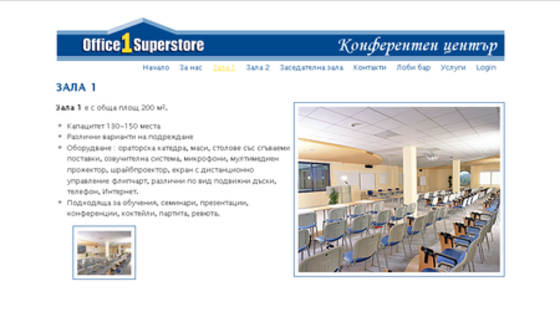 Office 1 Superstore
Конферентен център
Начало За нас Зала 1 Зала 2 Заседателна зала Контакти Лоби бар Услуги Login
ЗАЛА 1
Зала 1 е с обща площ 200 м².
Капацитет 130–150 места
Различни варианти на подреждане
Оборудване : ораторска катедра, маси, столове със сгъваеми
поставки, озвучителна система, микрофони, мултимедиен
прожектор, шрайбпроектор, екран с дистанционно
управление флипчарт, различни по вид подвижни дъски,
телефон, Интернет.
Подходяща за обучения, семинари, презентации,
конференции, коктейли, партита, ревюта.